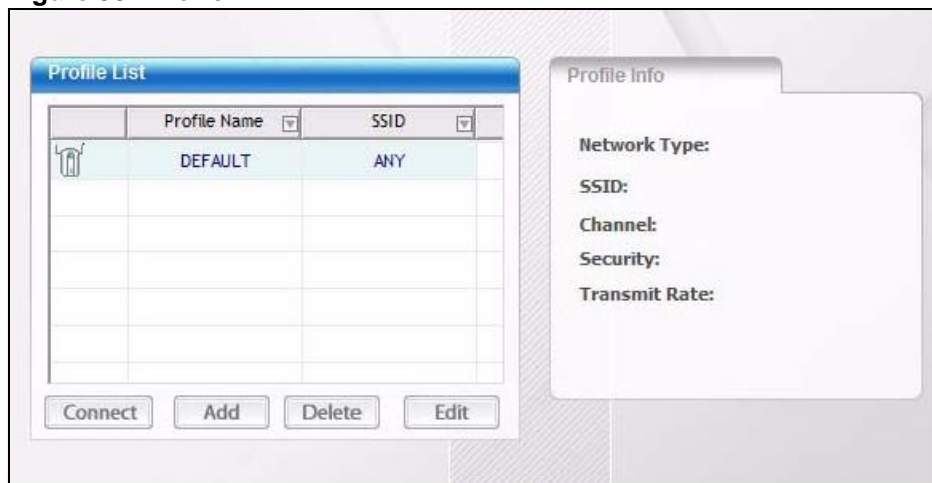 Profile List
Profile Name SSID
DEFAULT ANY
Connect Add Delete Edit
Profile Info
Network Type:
SSID:
Channel:
Security:
Transmit Rate: